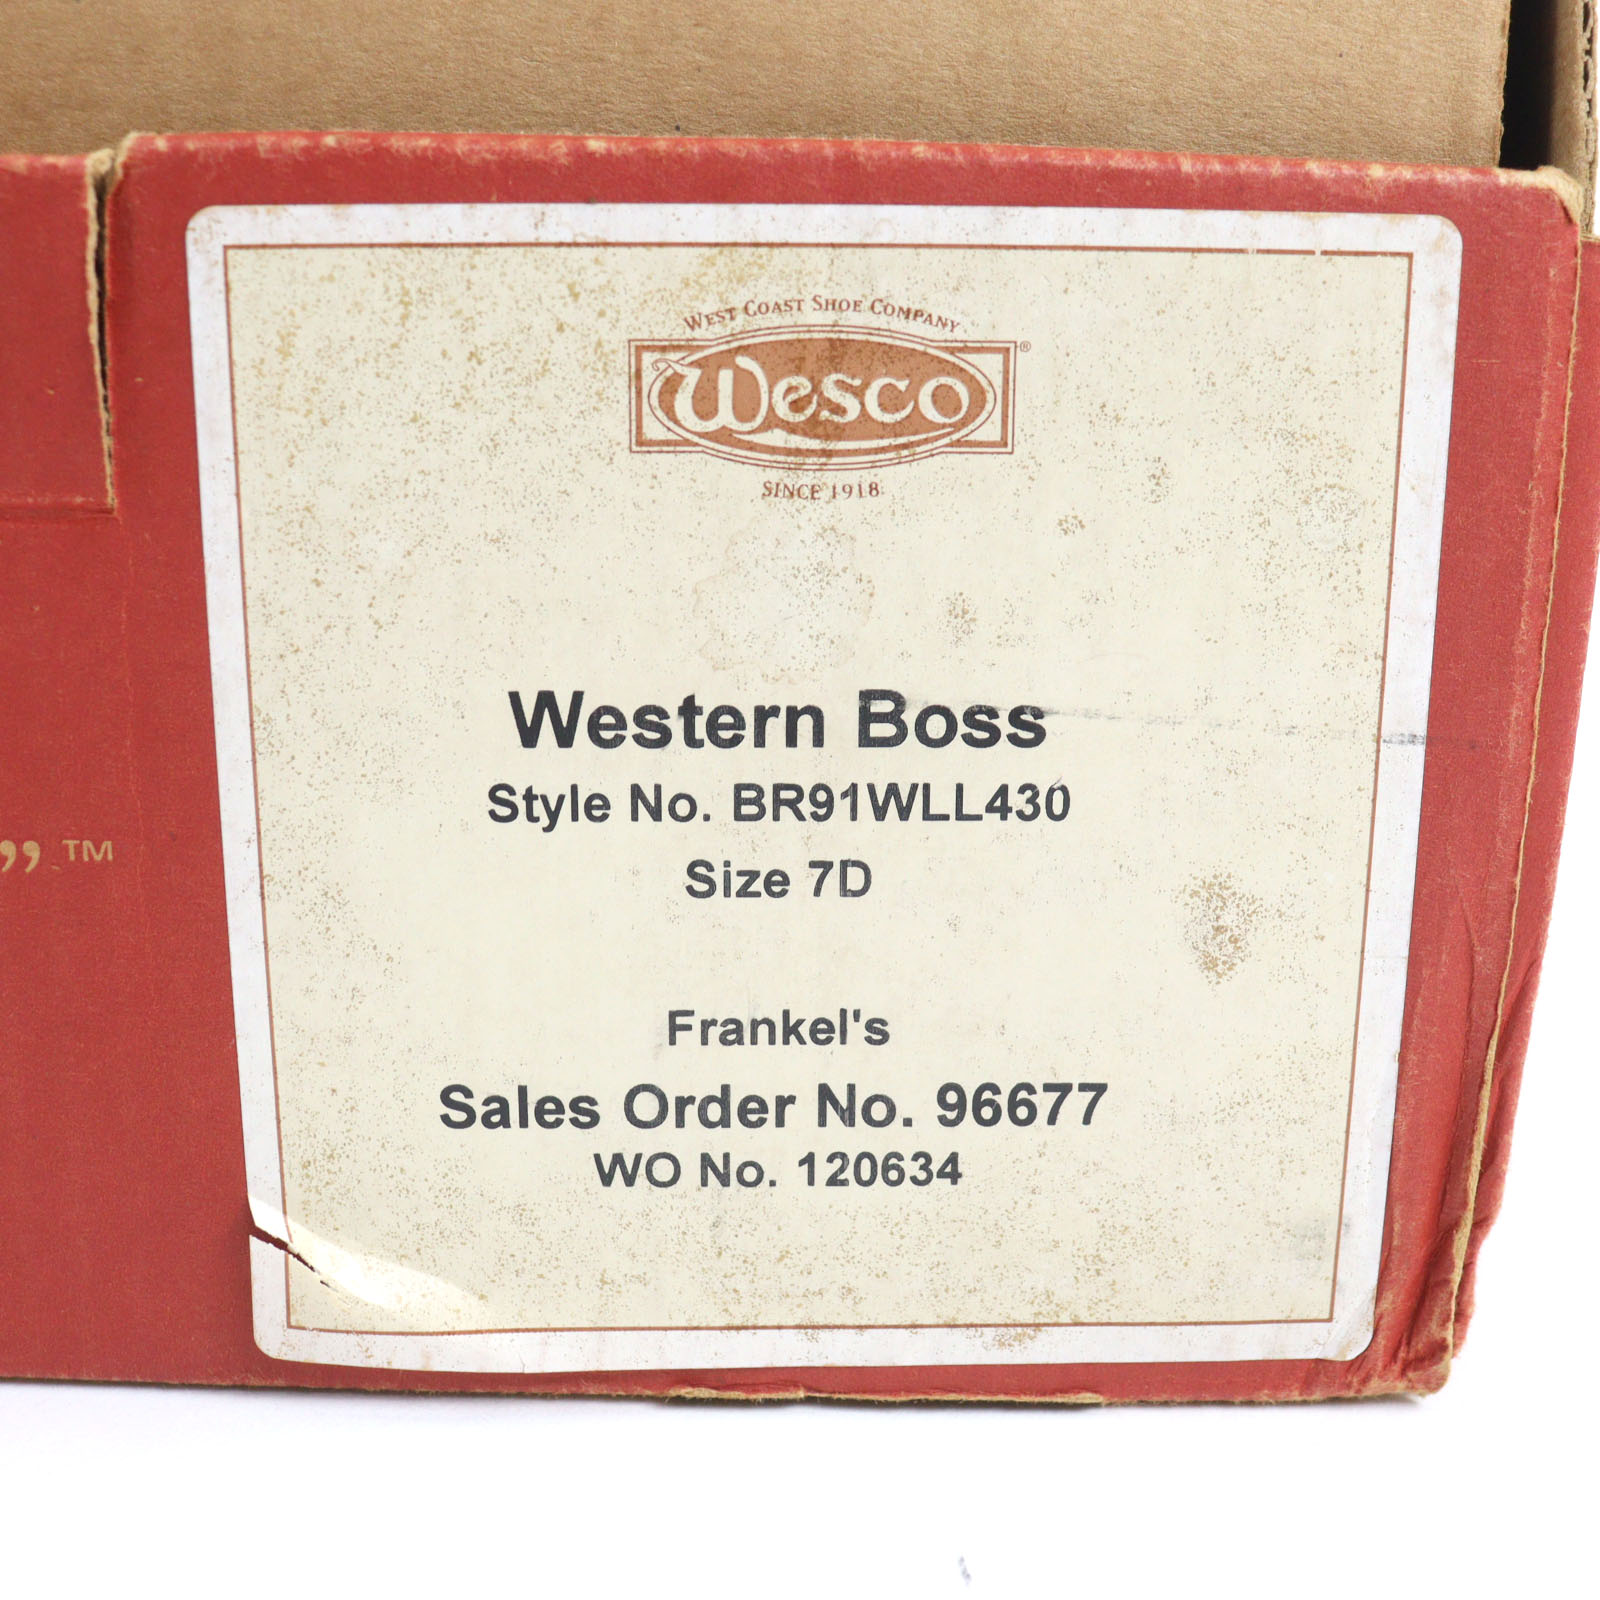 WEST COAST SHOE COMPANY
Wesco®
SINCE 1918
Western Boss
Style No. BR91WLL430
Size 7D
” ™
Frankel's
Sales Order No. 96677
WO No. 120634